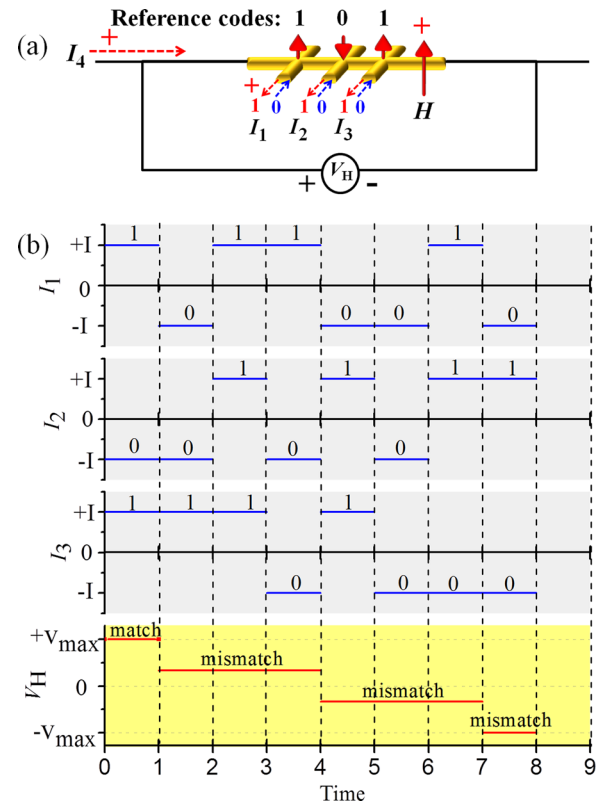 (a)
Reference codes: 1 0 1
+
+
I4
+
1 0 1 0 1 0
I1 I2 I3
H
+ VH -
(b)
+I 1 1 1 1
I1 0
-I 0 0 0 0
+I 1 1 1 1
I2 0
-I 0 0 0 0
+I 1 1 1 1
I3 0
-I 0 0 0 0
+vmax match
mismatch
VH 0
mismatch
-vmax mismatch
0 1 2 3 4 5 6 7 8 9
Time